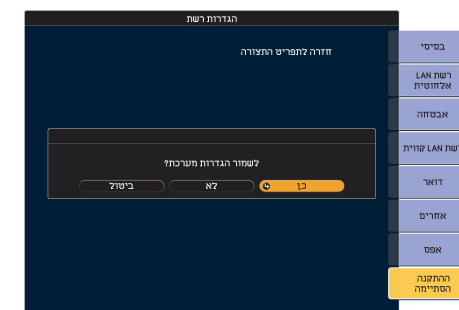 הגדרות רשת
חזרה לתפריט התצורה
לשמור הגדרות מערכת?
כן
לא
ביטול
בסיסי
רשת LAN
אלחוטית
אבטחה
רשת LAN קווית
דואר
אחרים
אפס
ההתקנה
הסתיימה